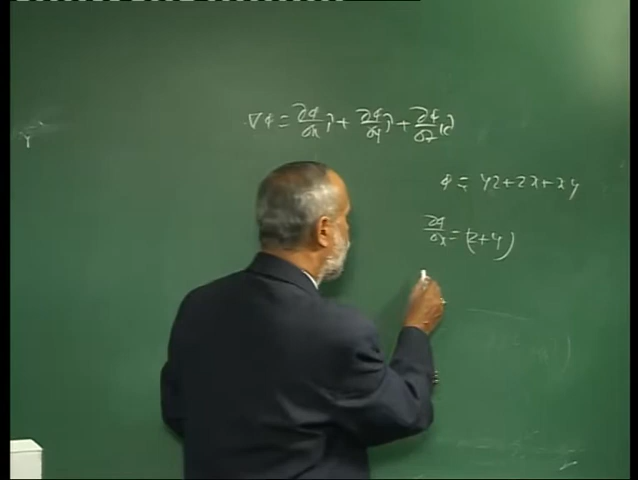 ∇φ = ∂φ/∂x î + ∂φ/∂y ĵ + ∂φ/∂z k̂
φ = yz + zx + xy
∂φ/∂x = (z + y)